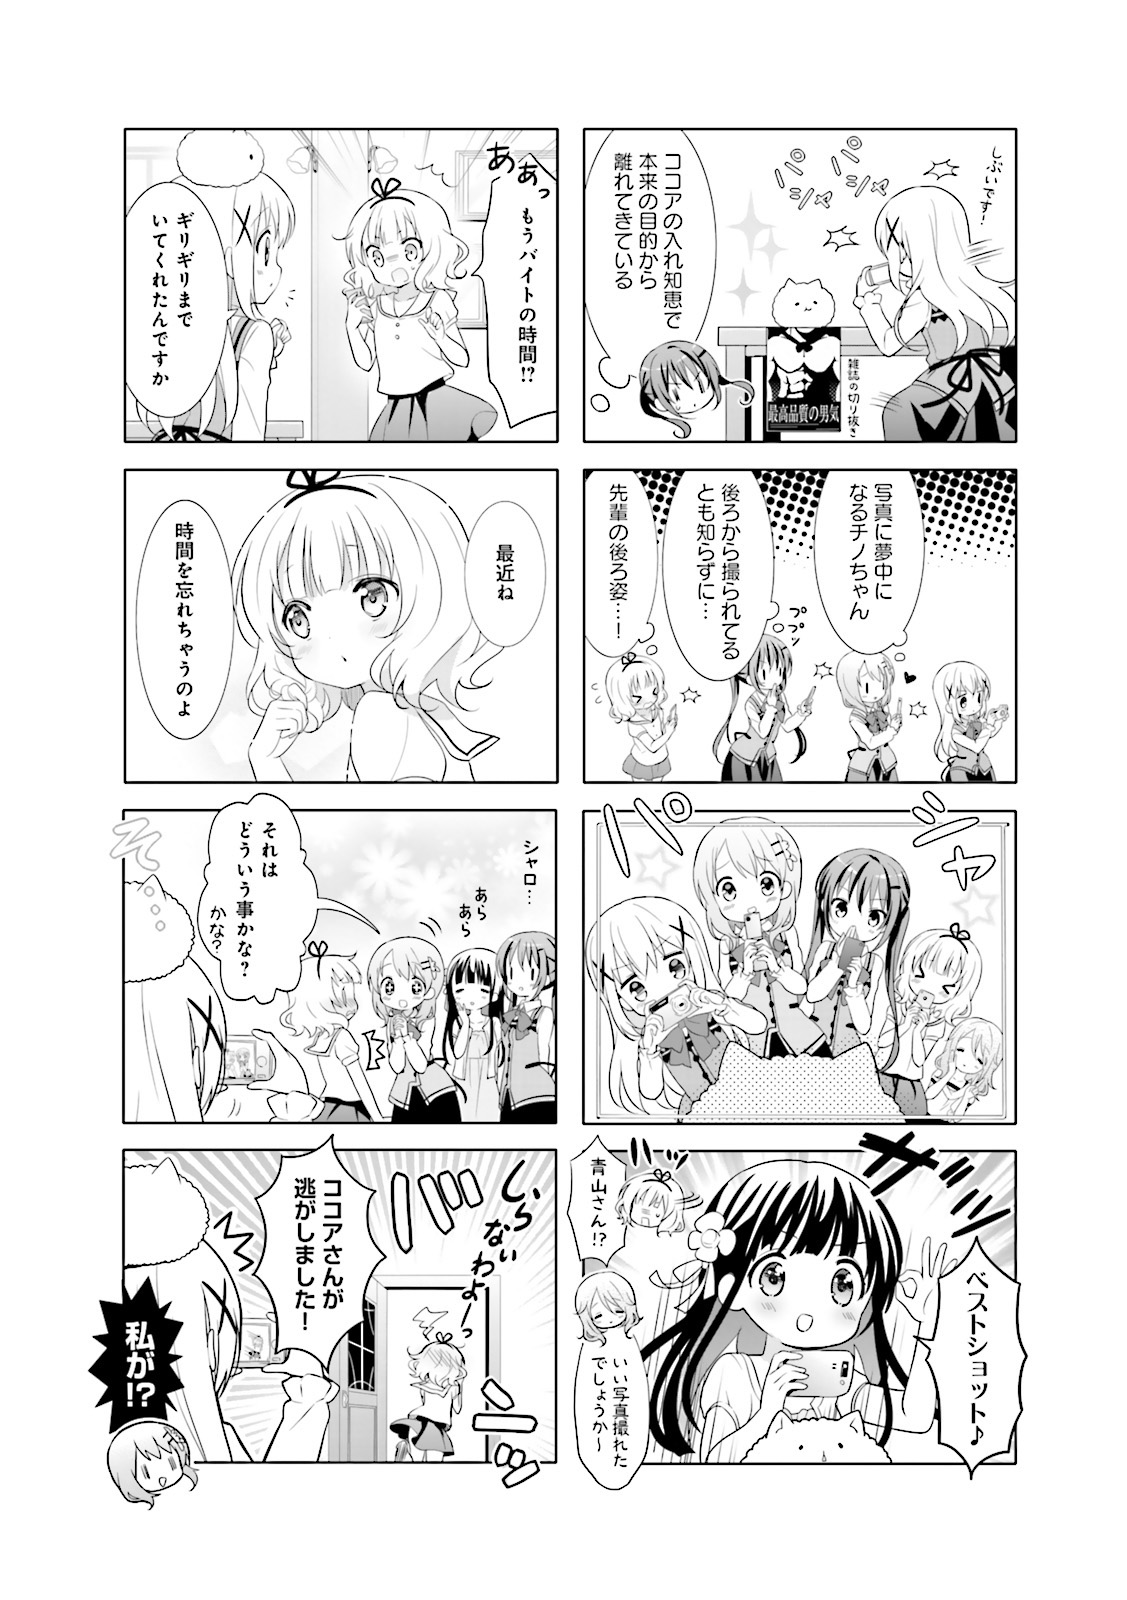 しぶいです!
パシャ
パシャ
ココアの入れ知恵で
本来の目的から
離れてきている
雑誌の切り抜き
最高品質の男気
写真に夢中に
なるチノちゃん
後ろから撮られてる
とも知らずに…
ププン
先輩の後ろ姿…!
パシャ
ベストショット♪
青山さん!?
いい写真撮れた
でしょうか〜
ああっ
もうバイトの時間!?
ギリギリまで
いてくれたんですか
最近ね
時間を忘れちゃうのよ
シャロ…
あら
あら
それは
どういう事かな?
かな?
そ…
しらないわよーっ
バーン
ココアさんが
逃がしました!
私が!?